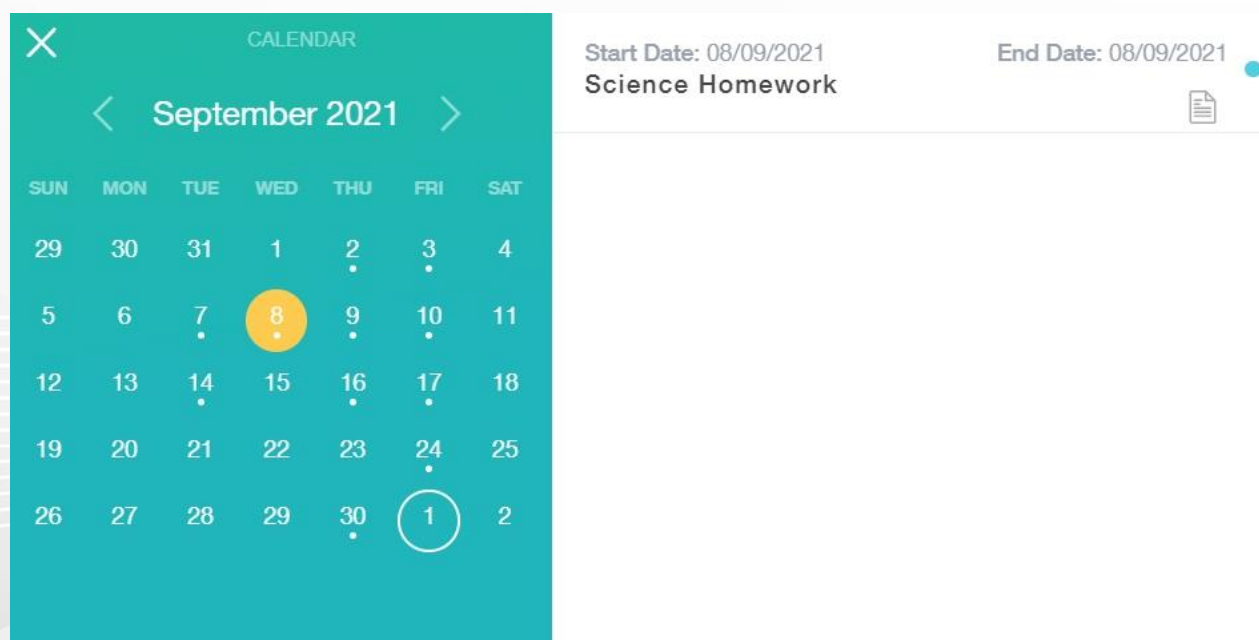 CALENDAR
September 2021
SUN MON TUE WED THU FRI SAT
29 30 31 1 2 3 4
5 6 7 8 9 10 11
12 13 14 15 16 17 18
19 20 21 22 23 24 25
26 27 28 29 30 1 2
Start Date: 08/09/2021 End Date: 08/09/2021
Science Homework